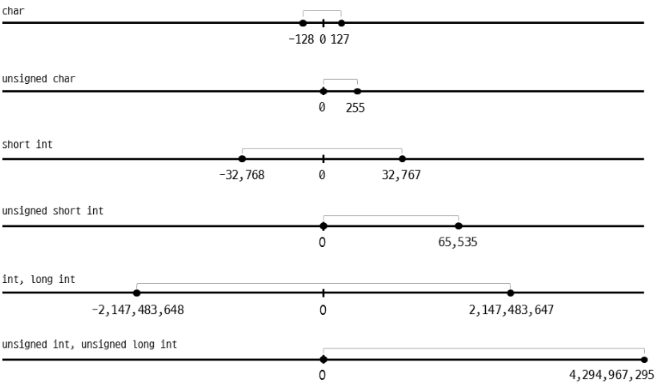 char
-128 0 127
unsigned char
0 255
short int
-32,768 0 32,767
unsigned short int
0 65,535
int, long int
-2,147,483,648 0 2,147,483,647
unsigned int, unsigned long int
0 4,294,967,295